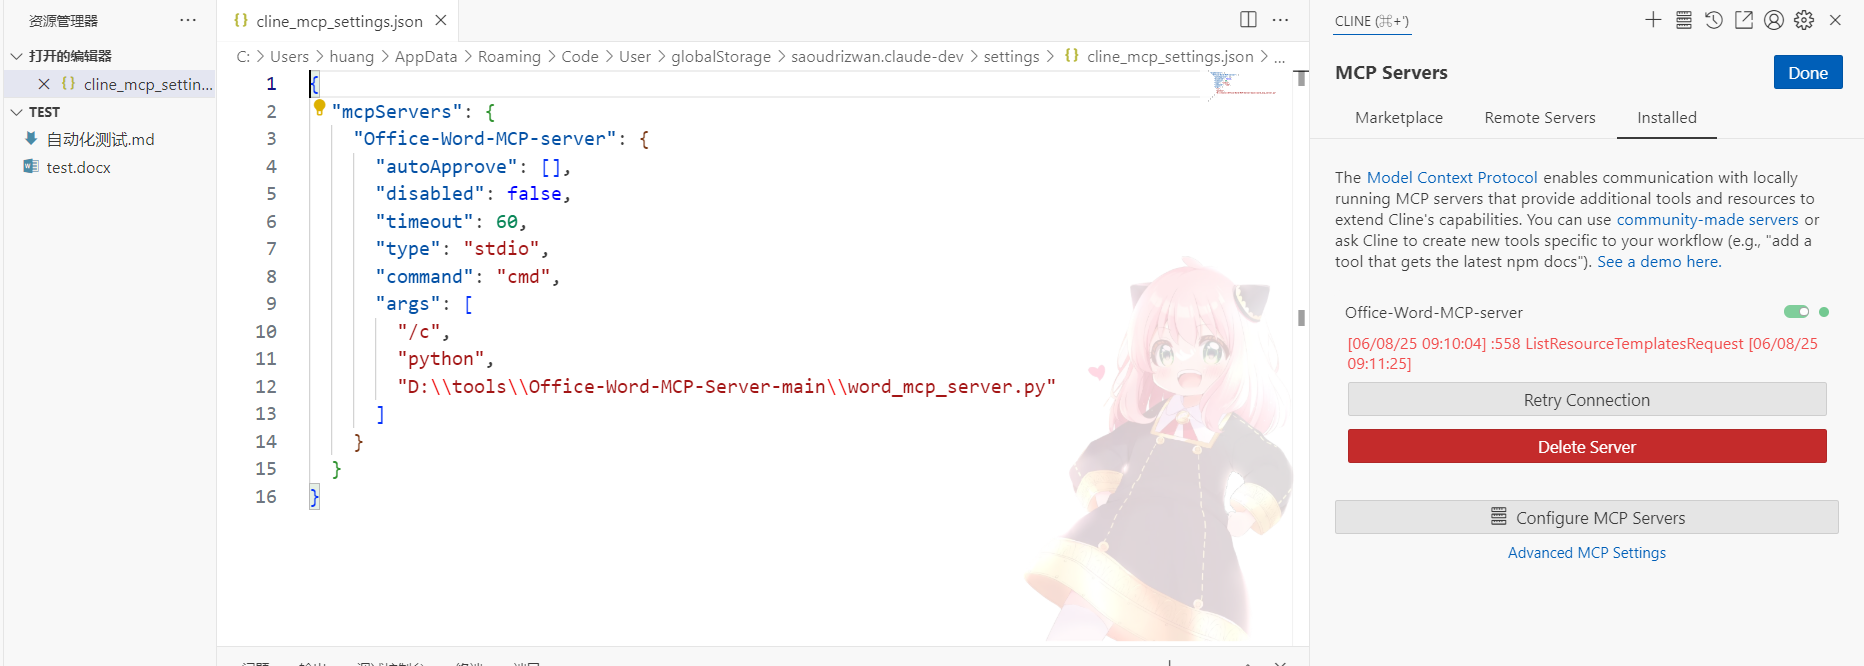 资源管理器
打开的编辑器
cline_mcp_settin...
TEST
自动化测试.md
test.docx
cline_mcp_settings.json
C: > Users > huang > AppData > Roaming > Code > User > globalStorage > saoudrizwan.claude-dev > settings > {} cline_mcp_settings.json > ...
1 {
2 "mcpServers": {
3 "Office-Word-MCP-server": {
4 "autoApprove": [],
5 "disabled": false,
6 "timeout": 60,
7 "type": "stdio",
8 "command": "cmd",
9 "args": [
10 "/c",
11 "python",
12 "D:\\tools\\Office-Word-MCP-Server-main\\word_mcp_server.py"
13 ]
14 }
15 }
16 }
CLINE (⌘+')
MCP Servers
Done
Marketplace
Remote Servers
Installed
The Model Context Protocol enables communication with locally
running MCP servers that provide additional tools and resources to
extend Cline's capabilities. You can use community-made servers or
ask Cline to create new tools specific to your workflow (e.g., "add a
tool that gets the latest npm docs"). See a demo here.
Office-Word-MCP-server
[06/08/25 09:10:04] :558 ListResourceTemplatesRequest [06/08/25
09:11:25]
Retry Connection
Delete Server
Configure MCP Servers
Advanced MCP Settings